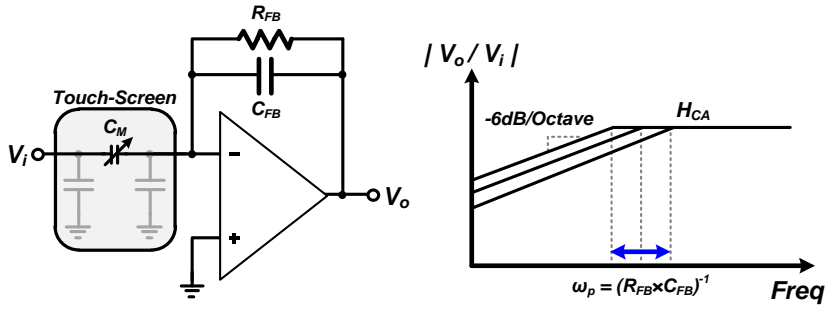 R_FB
C_FB
Touch-Screen
C_M
V_i
−
+
V_o
| V_o / V_i |
-6dB/Octave
H_CA
ω_p = (R_FB×C_FB)^-1
Freq